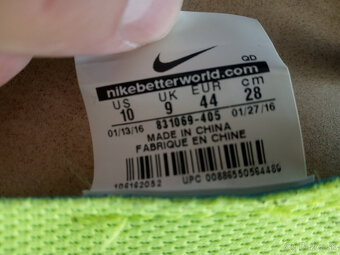 QD
nikebetterworld.com
US UK EUR cm
10 9 44 28
01/13/16 831069-405 01/27/16
MADE IN CHINA
FABRIQUE EN CHINE
106162052
UPC 00886550564469